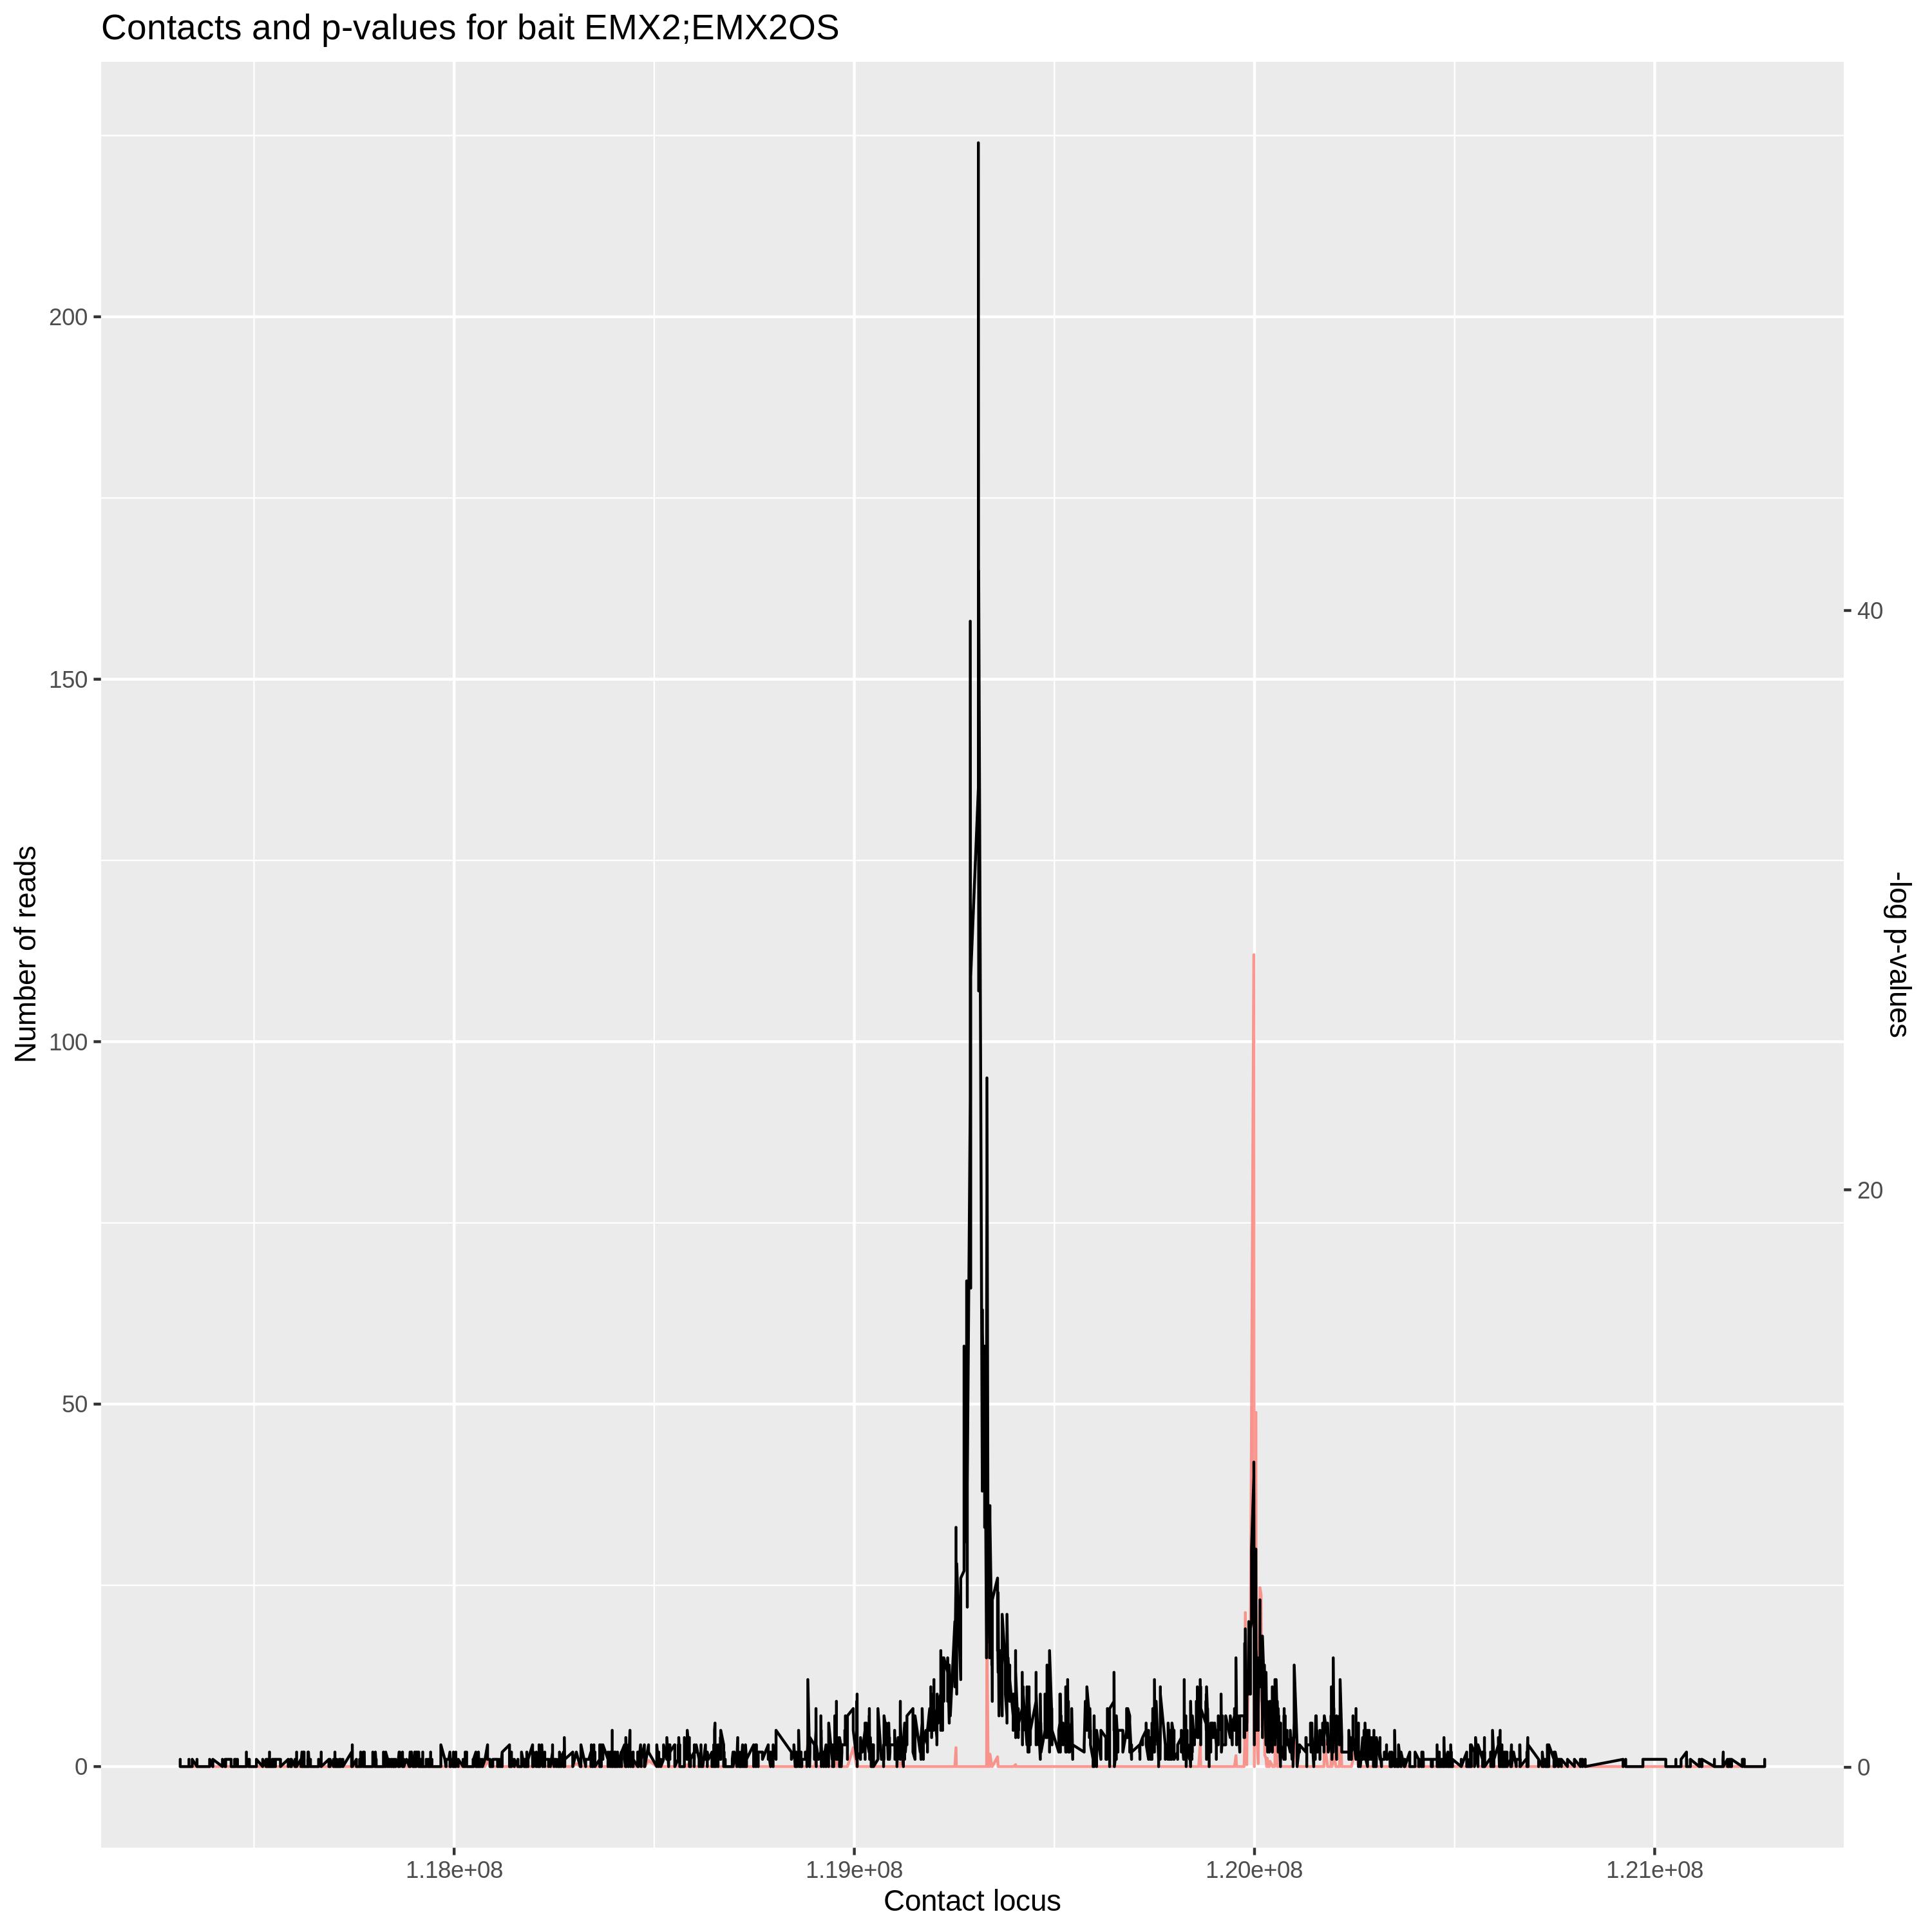 Contacts and p-values for bait EMX2;EMX2OS
200
150
100
50
0
Number of reads
40
20
0
-log p-values
1.18e+08
1.19e+08
1.20e+08
1.21e+08
Contact locus